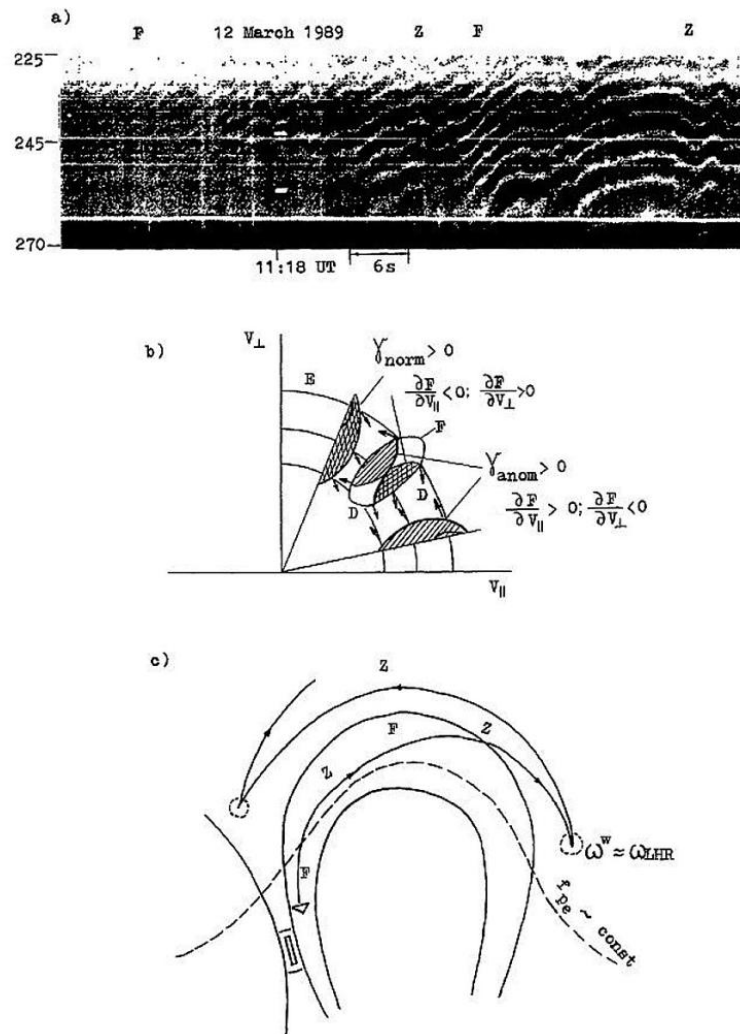 a)
F 12 March 1989 Z F Z
225
245
270
11:18 UT 6s
b)
V⊥
γnorm > 0
E
∂F/∂V∥ < 0; ∂F/∂V⊥ > 0
F
γanom > 0
D
D
∂F/∂V∥ > 0; ∂F/∂V⊥ < 0
V∥
c)
Z
F
Z
Z
ω^w ≈ ωLHR
F
fpe ~ const